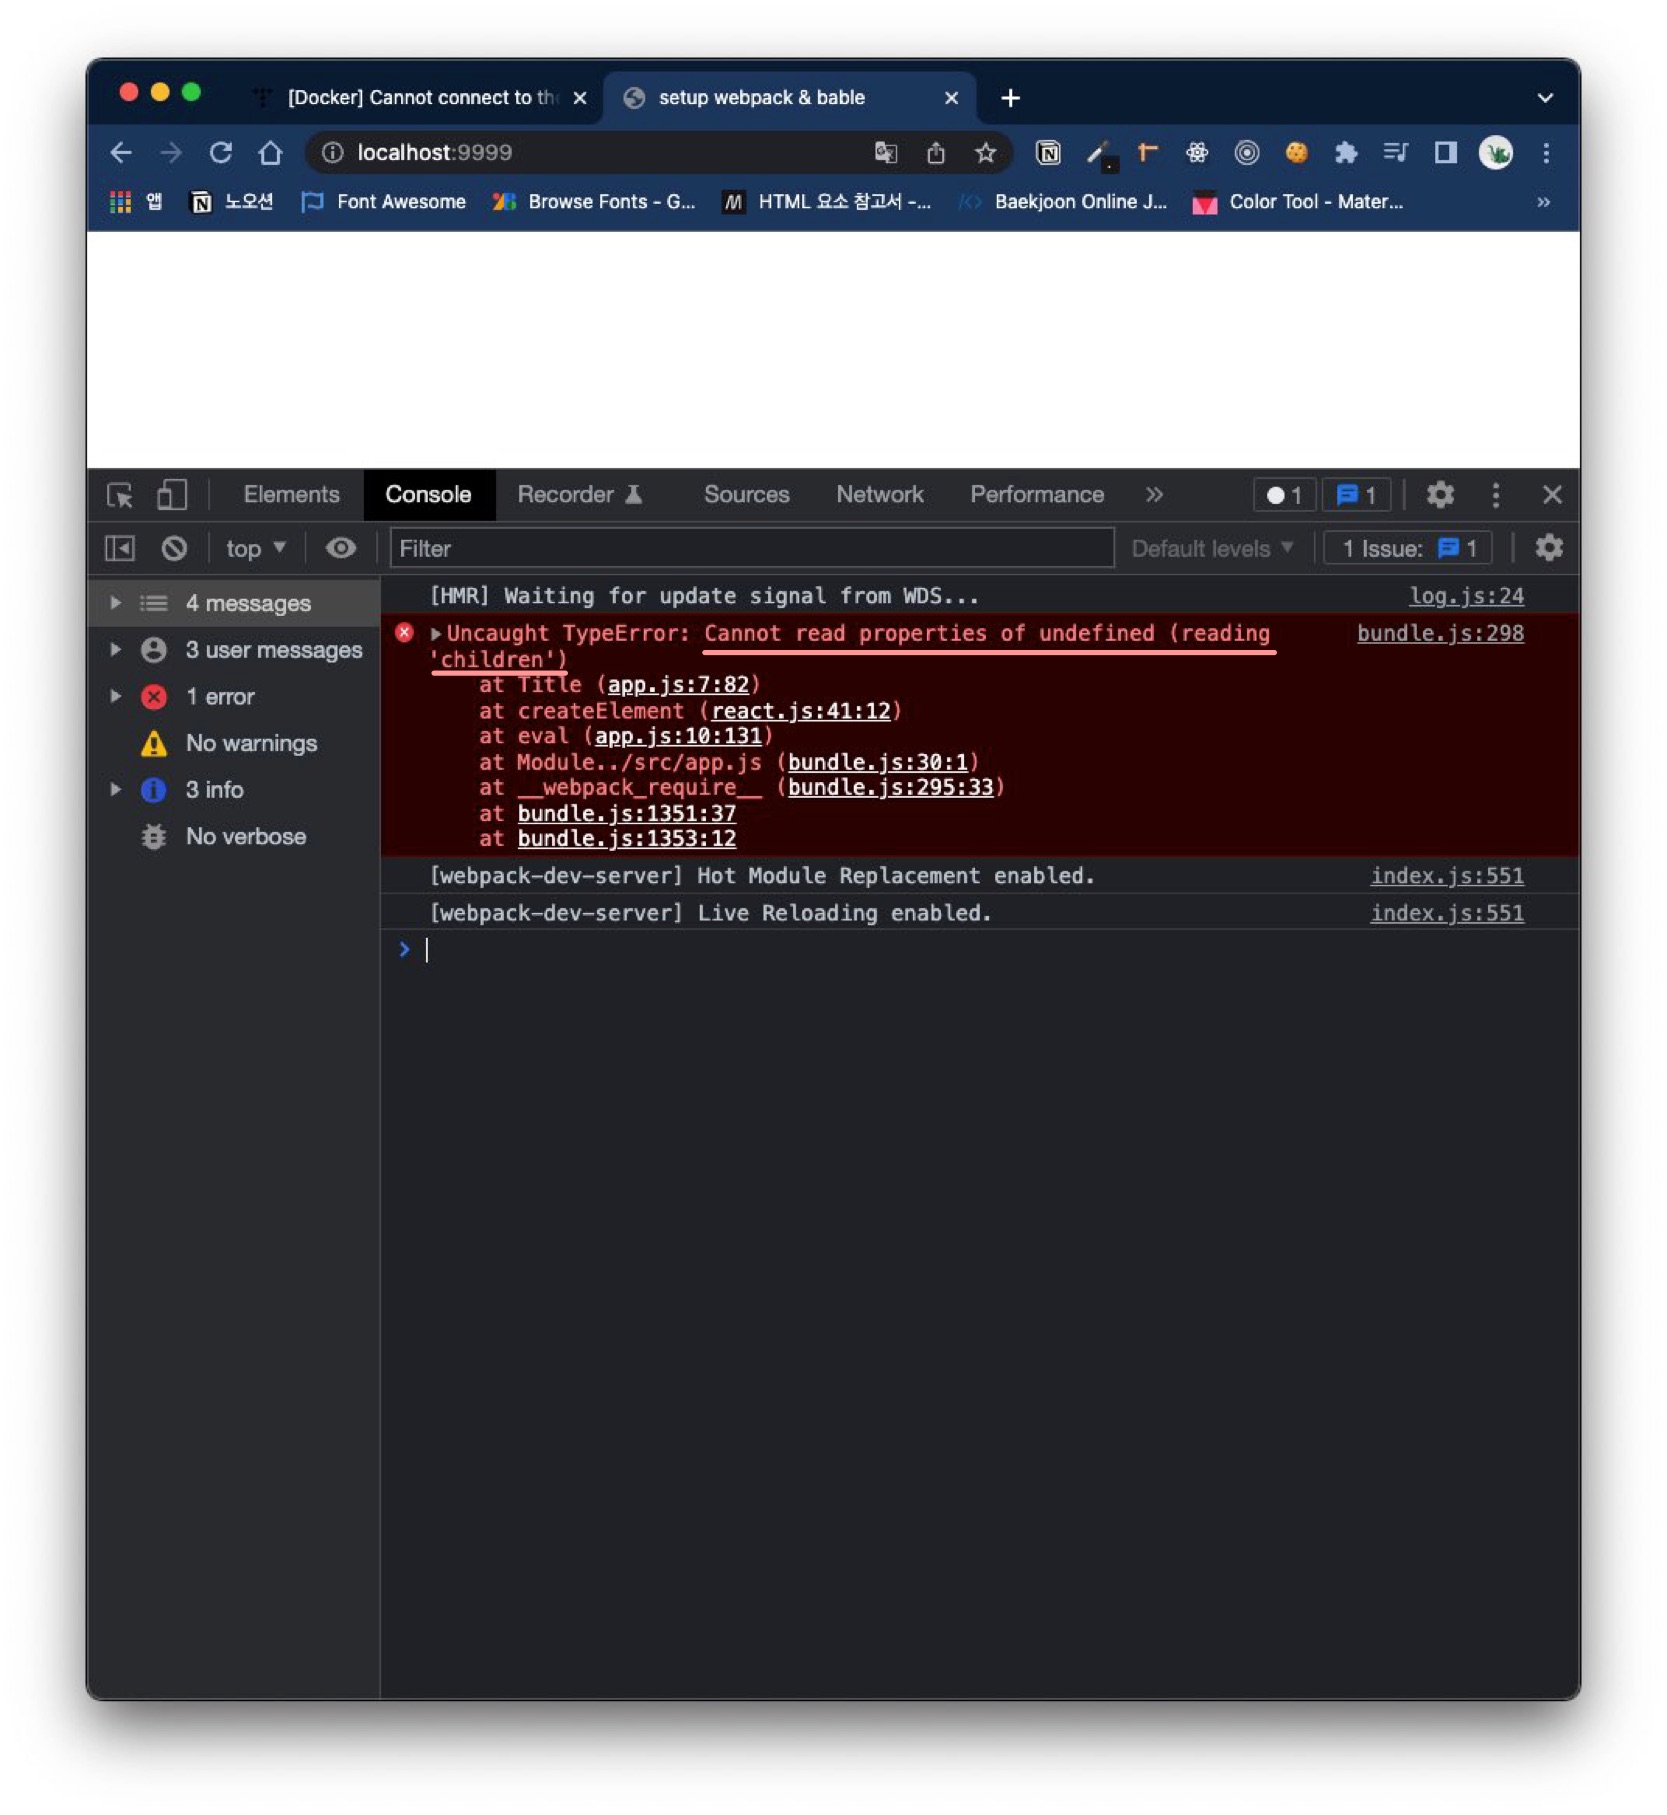 [Docker] Cannot connect to th
setup webpack & bable
localhost:9999
앱
노오션
Font Awesome
Browse Fonts - G...
HTML 요소 참고서 -...
Baekjoon Online J...
Color Tool - Mater...
»
Elements
Console
Recorder
Sources
Network
Performance
»
1
1
top
Filter
Default levels
1 Issue: 1
4 messages
3 user messages
1 error
No warnings
3 info
No verbose
[HMR] Waiting for update signal from WDS... log.js:24
Uncaught TypeError: Cannot read properties of undefined (reading bundle.js:298
'children')
at Title (app.js:7:82)
at createElement (react.js:41:12)
at eval (app.js:10:131)
at Module../src/app.js (bundle.js:30:1)
at __webpack_require__ (bundle.js:295:33)
at bundle.js:1351:37
at bundle.js:1353:12
[webpack-dev-server] Hot Module Replacement enabled. index.js:551
[webpack-dev-server] Live Reloading enabled. index.js:551